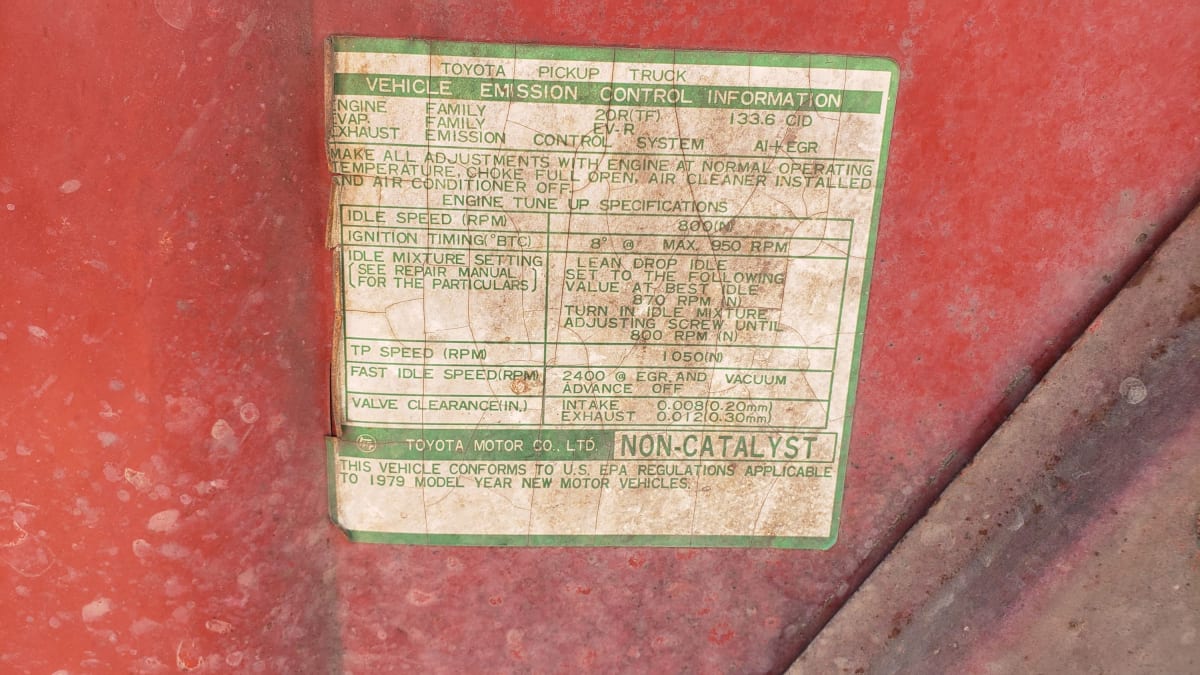 TOYOTA PICKUP TRUCK
VEHICLE EMISSION CONTROL INFORMATION
ENGINE FAMILY 20R(TF) 133.6 CID
EVAP. FAMILY EV-R
EXHAUST EMISSION CONTROL SYSTEM AI+EGR
MAKE ALL ADJUSTMENTS WITH ENGINE AT NORMAL OPERATING
TEMPERATURE, CHOKE FULL OPEN, AIR CLEANER INSTALLED
AND AIR CONDITIONER OFF.
ENGINE TUNE UP SPECIFICATIONS
IDLE SPEED (RPM) 800(N)
IGNITION TIMING(°BTC) 8° @ MAX. 950 RPM
IDLE MIXTURE SETTING
(SEE REPAIR MANUAL
FOR THE PARTICULARS)
LEAN DROP IDLE
SET TO THE FOLLOWING
VALUE AT BEST IDLE
870 RPM (N)
TURN IN IDLE MIXTURE
ADJUSTING SCREW UNTIL
800 RPM (N)
TP SPEED (RPM) 1050(N)
FAST IDLE SPEED(RPM) 2400 @ EGR AND VACUUM
ADVANCE OFF
VALVE CLEARANCE(IN.) INTAKE 0.008(0.20mm)
EXHAUST 0.012(0.30mm)
TOYOTA MOTOR CO., LTD. NON-CATALYST
THIS VEHICLE CONFORMS TO U.S. EPA REGULATIONS APPLICABLE
TO 1979 MODEL YEAR NEW MOTOR VEHICLES.